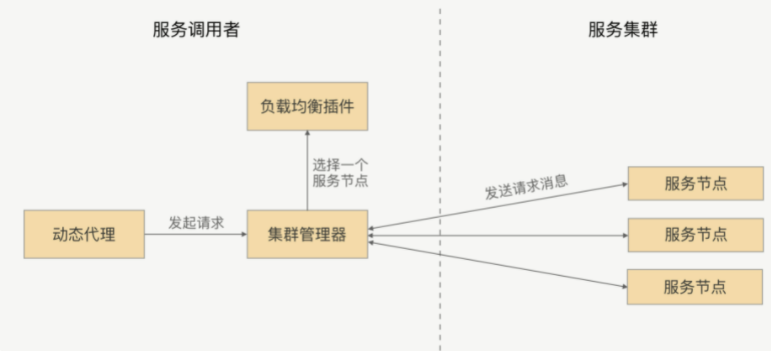 服务调用者
服务集群
负载均衡插件
选择一个
服务节点
发送请求消息
服务节点
动态代理
发起请求
集群管理器
服务节点
服务节点